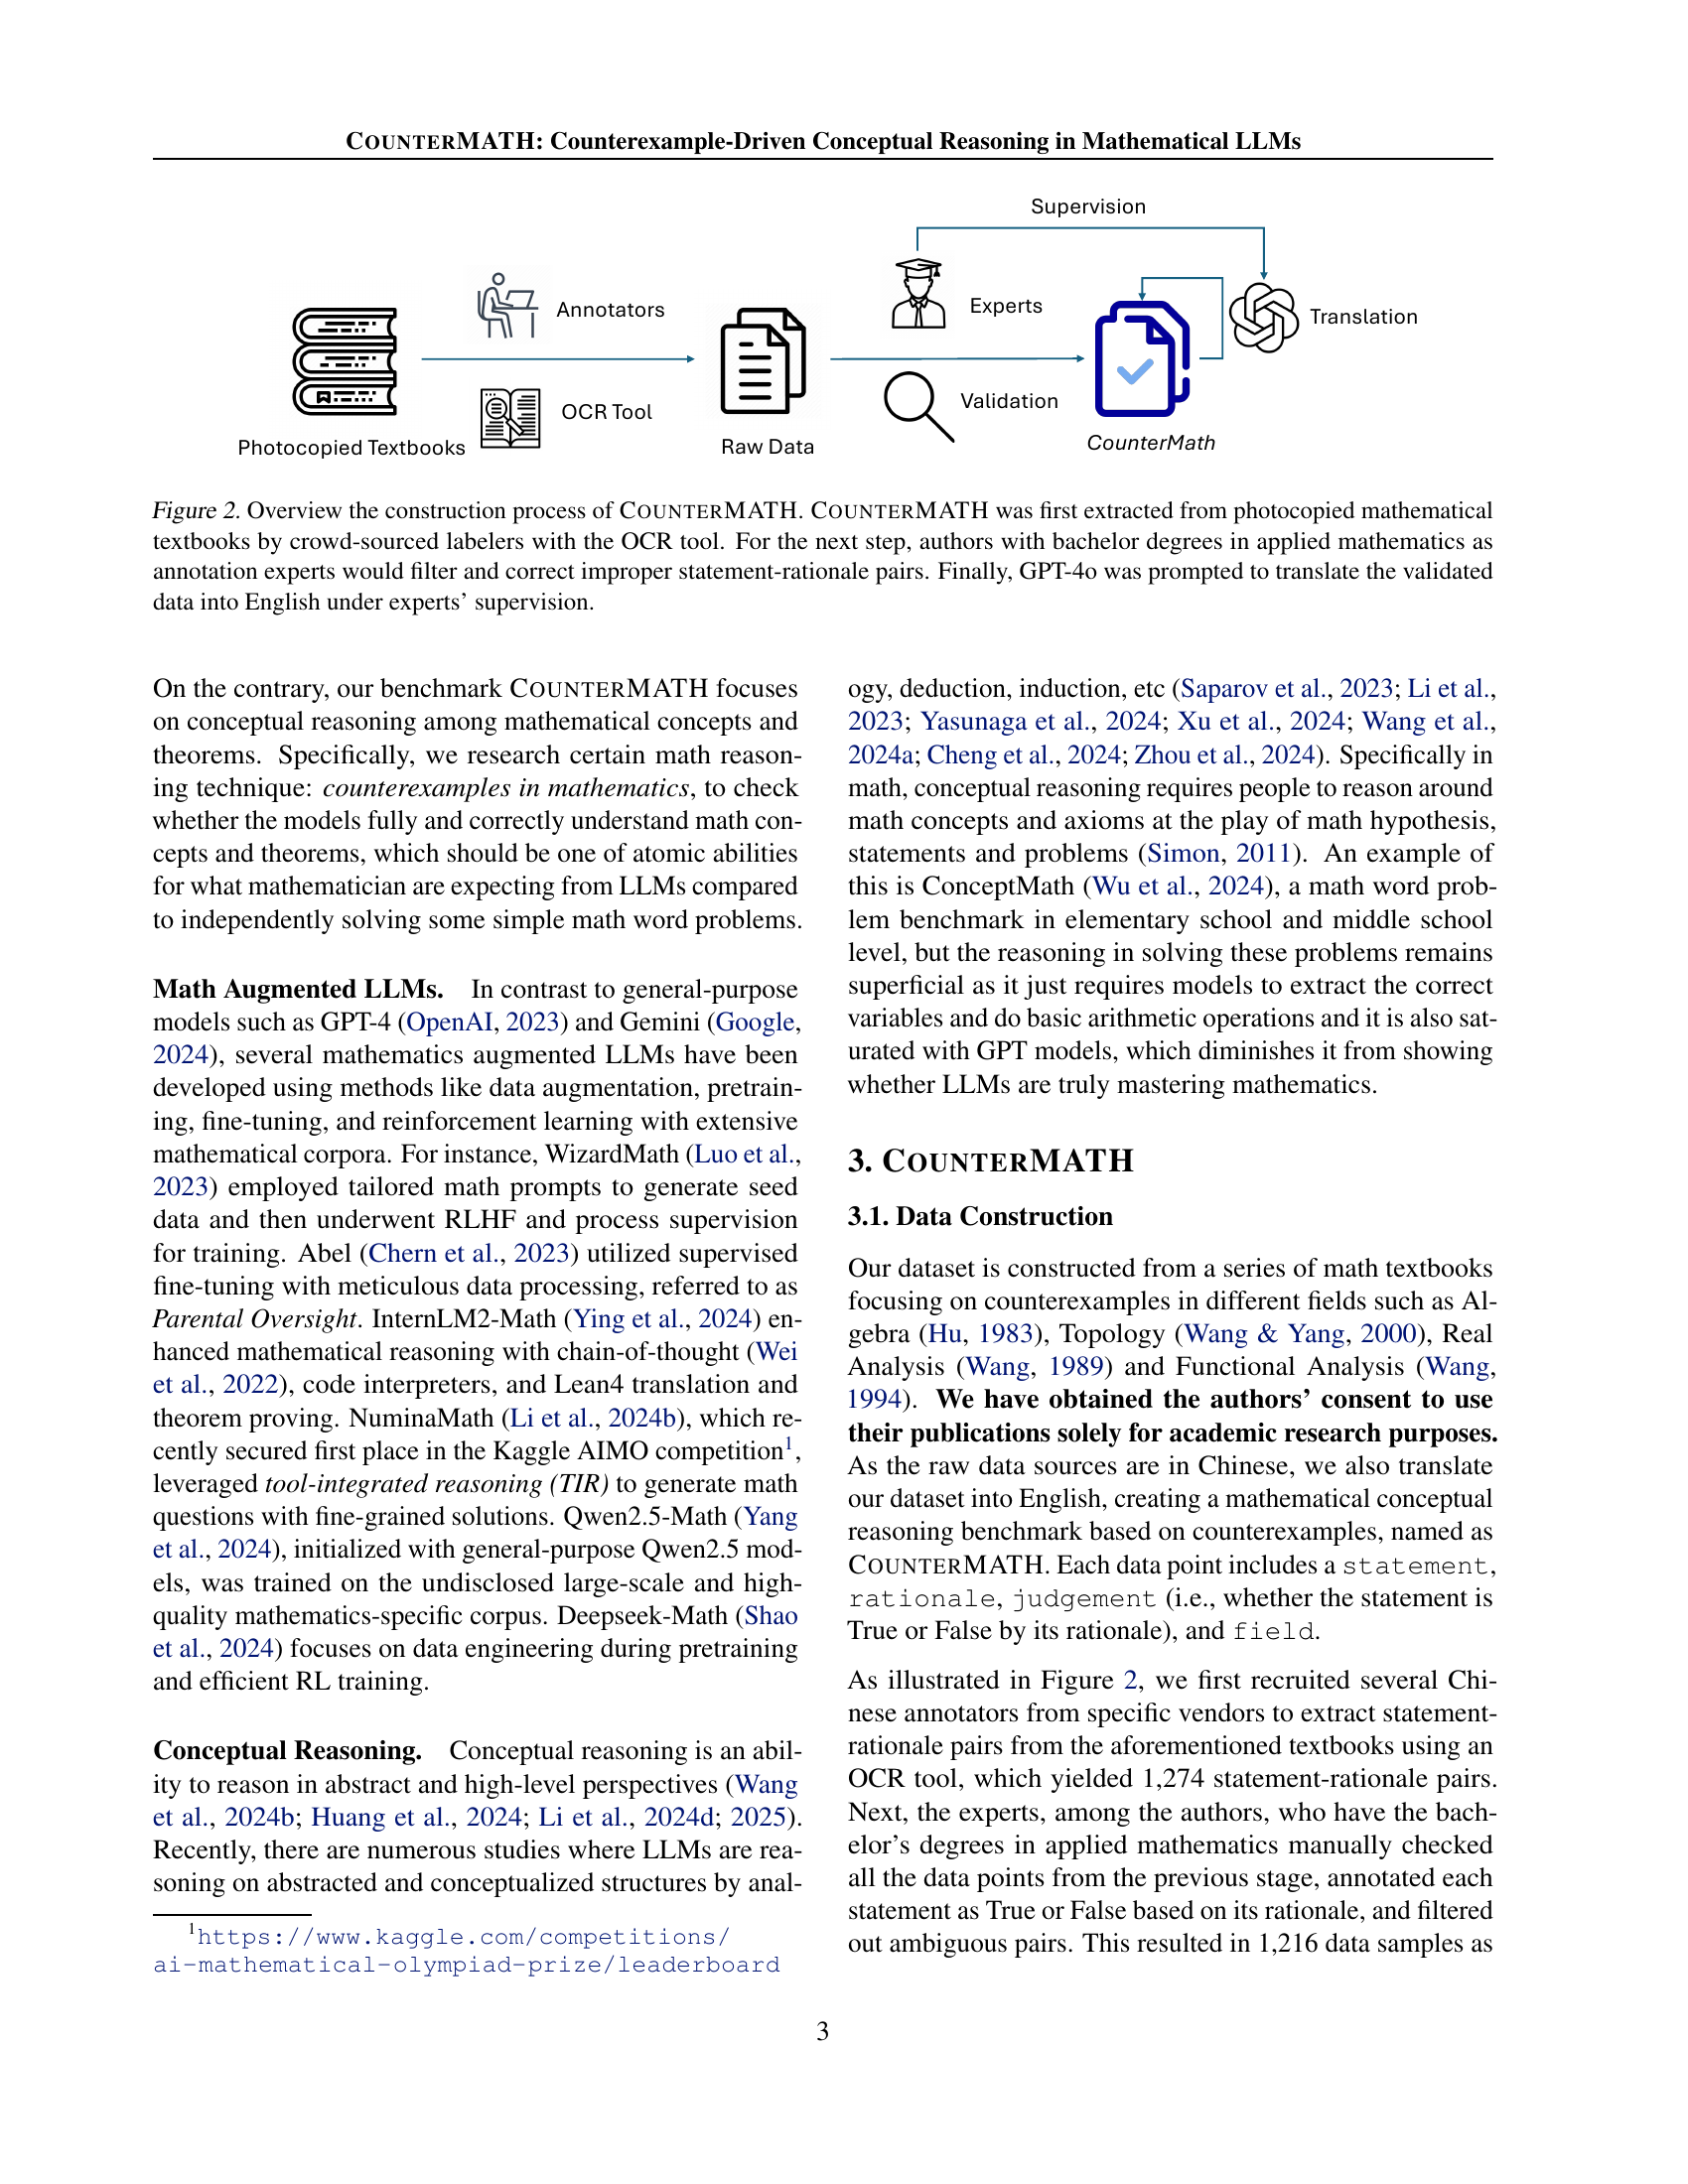 COUNTERMATH: Counterexample-Driven Conceptual Reasoning in Mathematical LLMs
Supervision
Annotators
Experts
Translation
OCR Tool
Validation
Photocopied Textbooks
Raw Data
CounterMath
Figure 2. Overview the construction process of COUNTERMATH. COUNTERMATH was first extracted from photocopied mathematical
textbooks by crowd-sourced labelers with the OCR tool. For the next step, authors with bachelor degrees in applied mathematics as
annotation experts would filter and correct improper statement-rationale pairs. Finally, GPT-4o was prompted to translate the validated
data into English under experts' supervision.
On the contrary, our benchmark COUNTERMATH focuses
on conceptual reasoning among mathematical concepts and
theorems. Specifically, we research certain math reason-
ing technique: counterexamples in mathematics, to check
whether the models fully and correctly understand math con-
cepts and theorems, which should be one of atomic abilities
for what mathematician are expecting from LLMs compared
to independently solving some simple math word problems.
Math Augmented LLMs. In contrast to general-purpose
models such as GPT-4 (OpenAI, 2023) and Gemini (Google,
2024), several mathematics augmented LLMs have been
developed using methods like data augmentation, pretrain-
ing, fine-tuning, and reinforcement learning with extensive
mathematical corpora. For instance, WizardMath (Luo et al.,
2023) employed tailored math prompts to generate seed
data and then underwent RLHF and process supervision
for training. Abel (Chern et al., 2023) utilized supervised
fine-tuning with meticulous data processing, referred to as
Parental Oversight. InternLM2-Math (Ying et al., 2024) en-
hanced mathematical reasoning with chain-of-thought (Wei
et al., 2022), code interpreters, and Lean4 translation and
theorem proving. NuminaMath (Li et al., 2024b), which re-
cently secured first place in the Kaggle AIMO competition1,
leveraged tool-integrated reasoning (TIR) to generate math
questions with fine-grained solutions. Qwen2.5-Math (Yang
et al., 2024), initialized with general-purpose Qwen2.5 mod-
els, was trained on the undisclosed large-scale and high-
quality mathematics-specific corpus. Deepseek-Math (Shao
et al., 2024) focuses on data engineering during pretraining
and efficient RL training.
Conceptual Reasoning. Conceptual reasoning is an abil-
ity to reason in abstract and high-level perspectives (Wang
et al., 2024b; Huang et al., 2024; Li et al., 2024d; 2025).
Recently, there are numerous studies where LLMs are rea-
soning on abstracted and conceptualized structures by anal-
1https://www.kaggle.com/competitions/
ai-mathematical-olympiad-prize/leaderboard
ogy, deduction, induction, etc (Saparov et al., 2023; Li et al.,
2023; Yasunaga et al., 2024; Xu et al., 2024; Wang et al.,
2024a; Cheng et al., 2024; Zhou et al., 2024). Specifically in
math, conceptual reasoning requires people to reason around
math concepts and axioms at the play of math hypothesis,
statements and problems (Simon, 2011). An example of
this is ConceptMath (Wu et al., 2024), a math word prob-
lem benchmark in elementary school and middle school
level, but the reasoning in solving these problems remains
superficial as it just requires models to extract the correct
variables and do basic arithmetic operations and it is also sat-
urated with GPT models, which diminishes it from showing
whether LLMs are truly mastering mathematics.
3. COUNTERMATH
3.1. Data Construction
Our dataset is constructed from a series of math textbooks
focusing on counterexamples in different fields such as Al-
gebra (Hu, 1983), Topology (Wang & Yang, 2000), Real
Analysis (Wang, 1989) and Functional Analysis (Wang,
1994). We have obtained the authors' consent to use
their publications solely for academic research purposes.
As the raw data sources are in Chinese, we also translate
our dataset into English, creating a mathematical conceptual
reasoning benchmark based on counterexamples, named as
COUNTERMATH. Each data point includes a statement,
rationale, judgement (i.e., whether the statement is
True or False by its rationale), and field.
As illustrated in Figure 2, we first recruited several Chi-
nese annotators from specific vendors to extract statement-
rationale pairs from the aforementioned textbooks using an
OCR tool, which yielded 1,274 statement-rationale pairs.
Next, the experts, among the authors, who have the bach-
elor's degrees in applied mathematics manually checked
all the data points from the previous stage, annotated each
statement as True or False based on its rationale, and filtered
out ambiguous pairs. This resulted in 1,216 data samples as
3